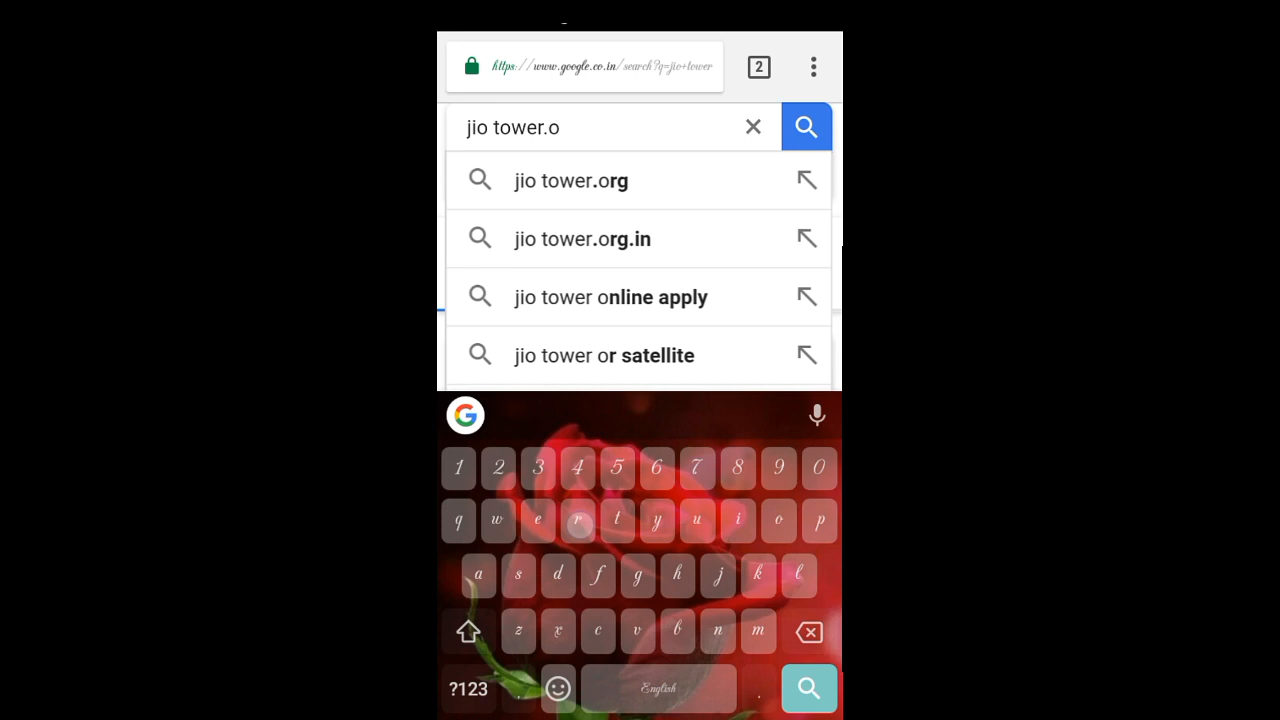 https://www.google.co.in/search?q=jio+tower
2
jio tower.o
jio tower.org
jio tower.org.in
jio tower online apply
jio tower or satellite
G
1 2 3 4 5 6 7 8 9 0
q w e r t y u i o p
a s d f g h j k l
z x c v b n m
?123 , English .